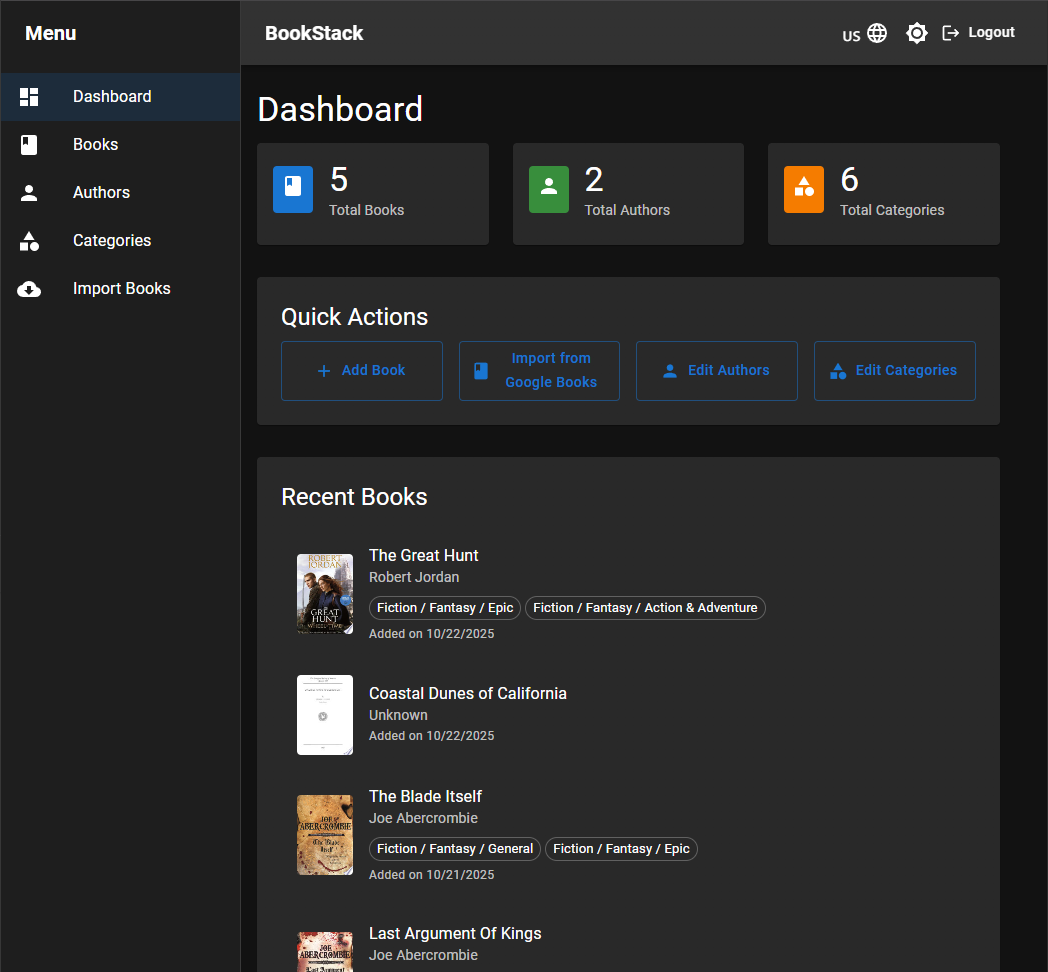 Menu
BookStack
US
Logout
Dashboard
Books
Authors
Categories
Import Books
Dashboard
5
Total Books
2
Total Authors
6
Total Categories
Quick Actions
Add Book
Import from
Google Books
Edit Authors
Edit Categories
Recent Books
ROBERT
JORDAN
GREAT
HUNT
The Great Hunt
Robert Jordan
Fiction / Fantasy / Epic
Fiction / Fantasy / Action & Adventure
Added on 10/22/2025
Coastal Dunes of California
Unknown
Added on 10/22/2025
JOE
ABERCROMBIE
The Blade
Itself
The Blade Itself
Joe Abercrombie
Fiction / Fantasy / General
Fiction / Fantasy / Epic
Added on 10/21/2025
JOE
ABERCROMBIE
Last Argument
Last Argument Of Kings
Joe Abercrombie